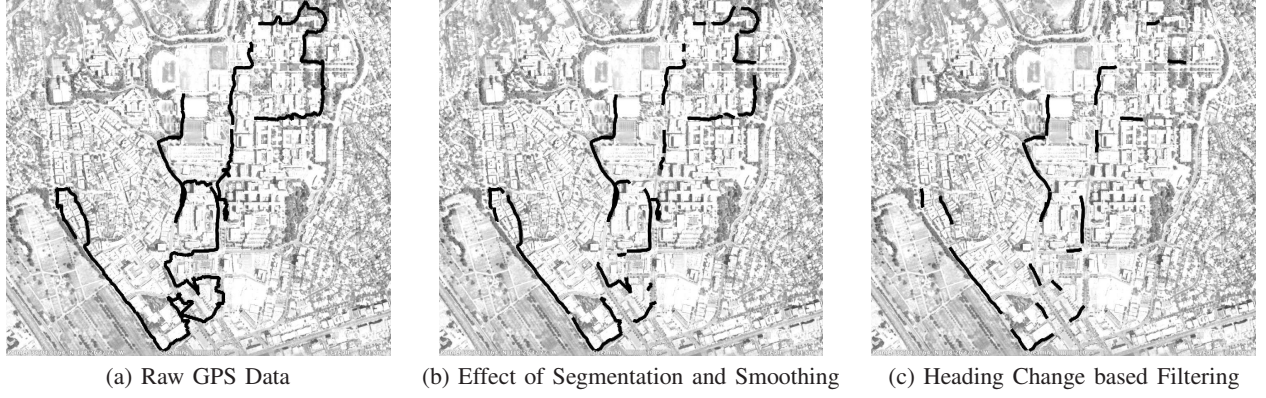 (a) Raw GPS Data
(b) Effect of Segmentation and Smoothing
(c) Heading Change based Filtering